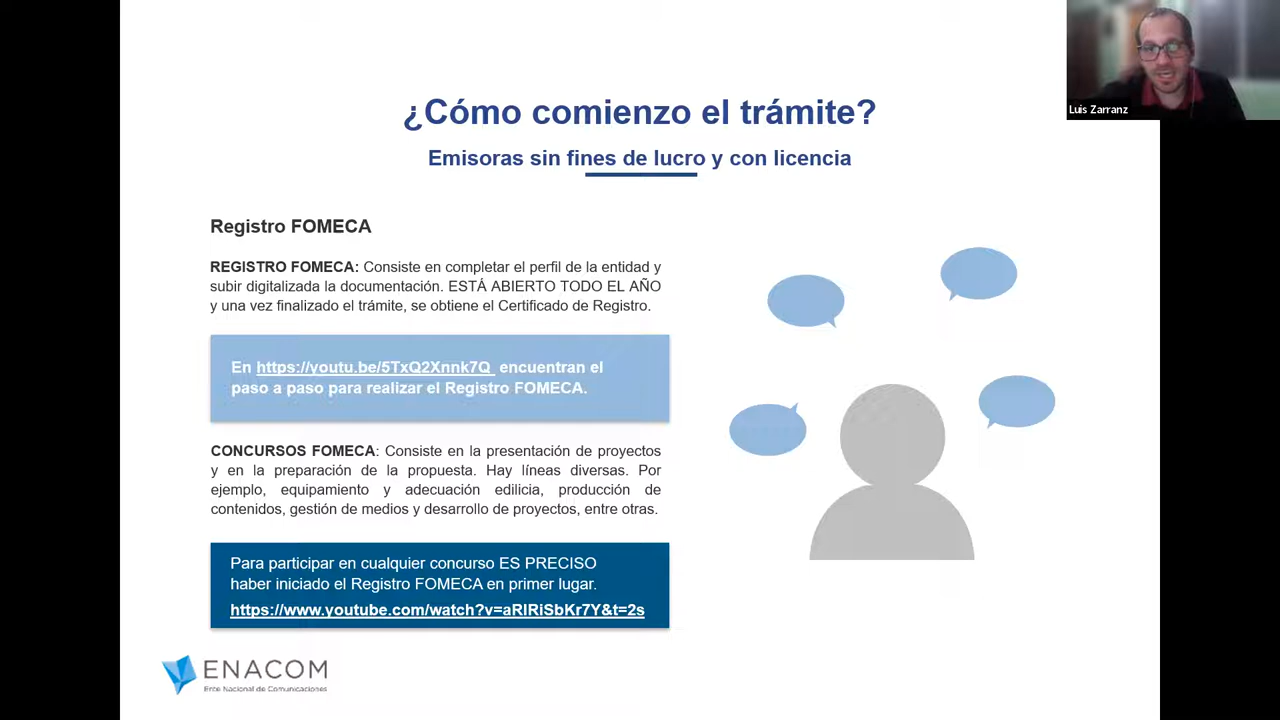 ¿Cómo comienzo el trámite?
Emisoras sin fines de lucro y con licencia
Registro FOMECA
REGISTRO FOMECA: Consiste en completar el perfil de la entidad y
subir digitalizada la documentación. ESTÁ ABIERTO TODO EL AÑO
y una vez finalizado el trámite, se obtiene el Certificado de Registro.
En https://youtu.be/5TxQ2Xnnk7Q encuentran el
paso a paso para realizar el Registro FOMECA.
CONCURSOS FOMECA: Consiste en la presentación de proyectos
y en la preparación de la propuesta. Hay líneas diversas. Por
ejemplo, equipamiento y adecuación edilicia, producción de
contenidos, gestión de medios y desarrollo de proyectos, entre otras.
Para participar en cualquier concurso ES PRECISO
haber iniciado el Registro FOMECA en primer lugar.
https://www.youtube.com/watch?v=aRIRiSbKr7Y&t=2s
ENACOM
Ente Nacional de Comunicaciones
Luis Zarranz